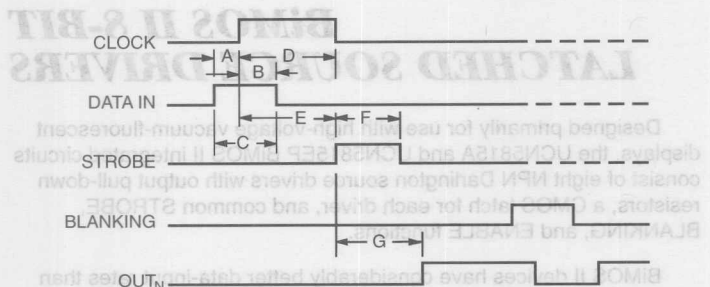 BiMOS II 8-BIT
LATCHED SOURCE DRIVERS
CLOCK
A
D
B
DATA IN
E
F
C
STROBE
BLANKING
G
OUTN
Designed primarily for use with high-voltage vacuum-fluorescent
displays, the UCN5815A and UCN5815EP BiMOS II integrated circuits
consist of eight NPN Darlington source drivers with output pull-down
resistors, a CMOS latch for each driver, and common STROBE,
BLANKING, and ENABLE functions.
BiMOS II devices have considerably better data-input rates than